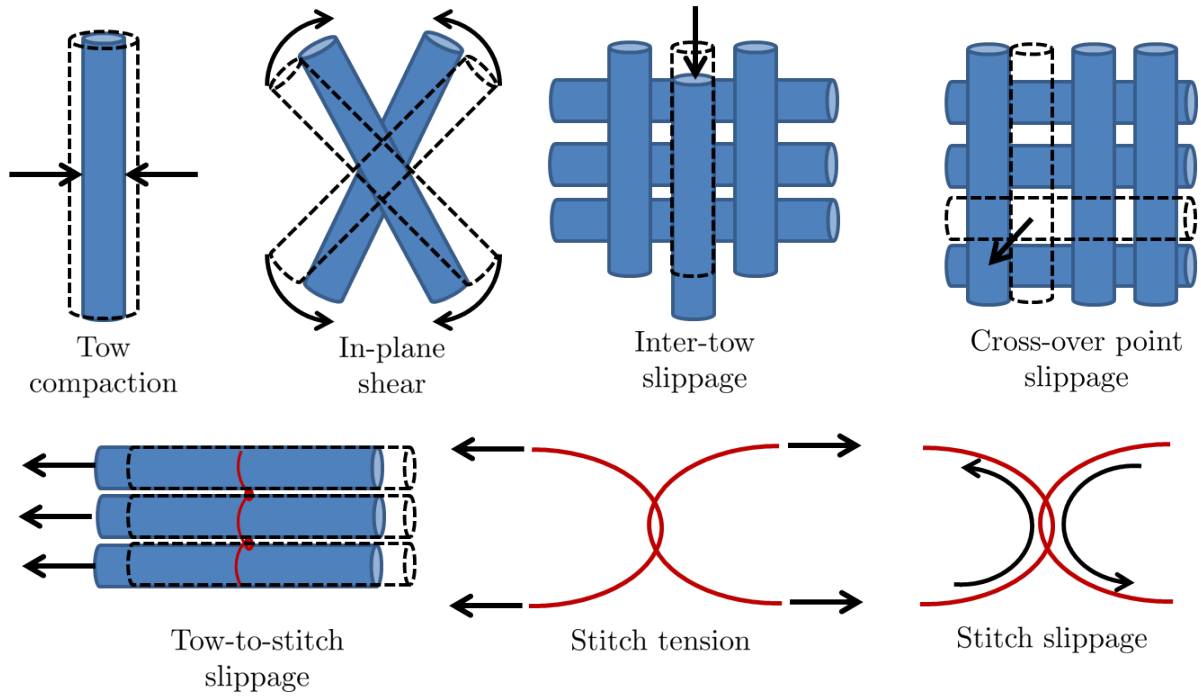 Tow
compaction
In-plane
shear
Inter-tow
slippage
Cross-over point
slippage
Tow-to-stitch
slippage
Stitch tension
Stitch slippage